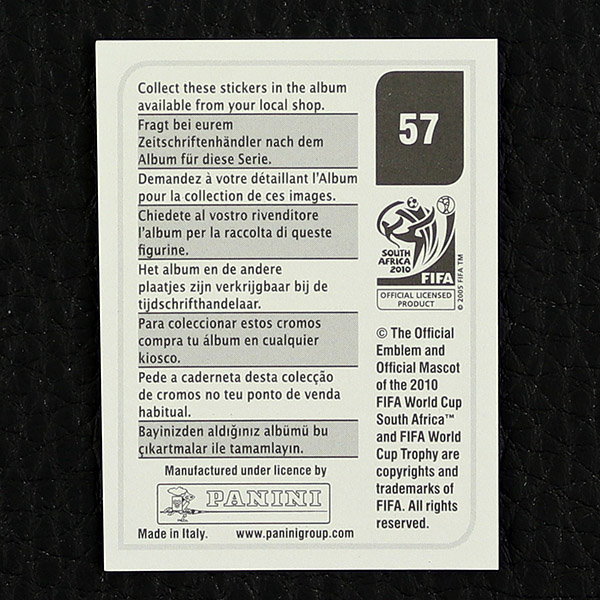 Collect these stickers in the album
available from your local shop.
Fragt bei eurem
Zeitschriftenhändler nach dem
Album für diese Serie.
Demandez à votre détaillant l'Album
pour la collection de ces images.
Chiedete al vostro rivenditore
l'album per la raccolta di queste
figurine.
Het album en de andere
plaatjes zijn verkrijgbaar bij de
tijdschrifthandelaar.
Para coleccionar estos cromos
compra tu álbum en cualquier
kiosco.
Pede a caderneta desta colecção
de cromos no teu ponto de venda
habitual.
Bayinizden aldığınız albümü bu
çıkartmalar ile tamamlayın.
Manufactured under licence by
PANINI
Made in Italy. www.paninigroup.com
57
SOUTH
AFRICA
2010
FIFA
OFFICIAL LICENSED
PRODUCT
© 2005 FIFA TM
© The Official
Emblem and
Official Mascot
of the 2010
FIFA World Cup
South Africa™
and FIFA World
Cup Trophy are
copyrights and
trademarks of
FIFA. All rights
reserved.